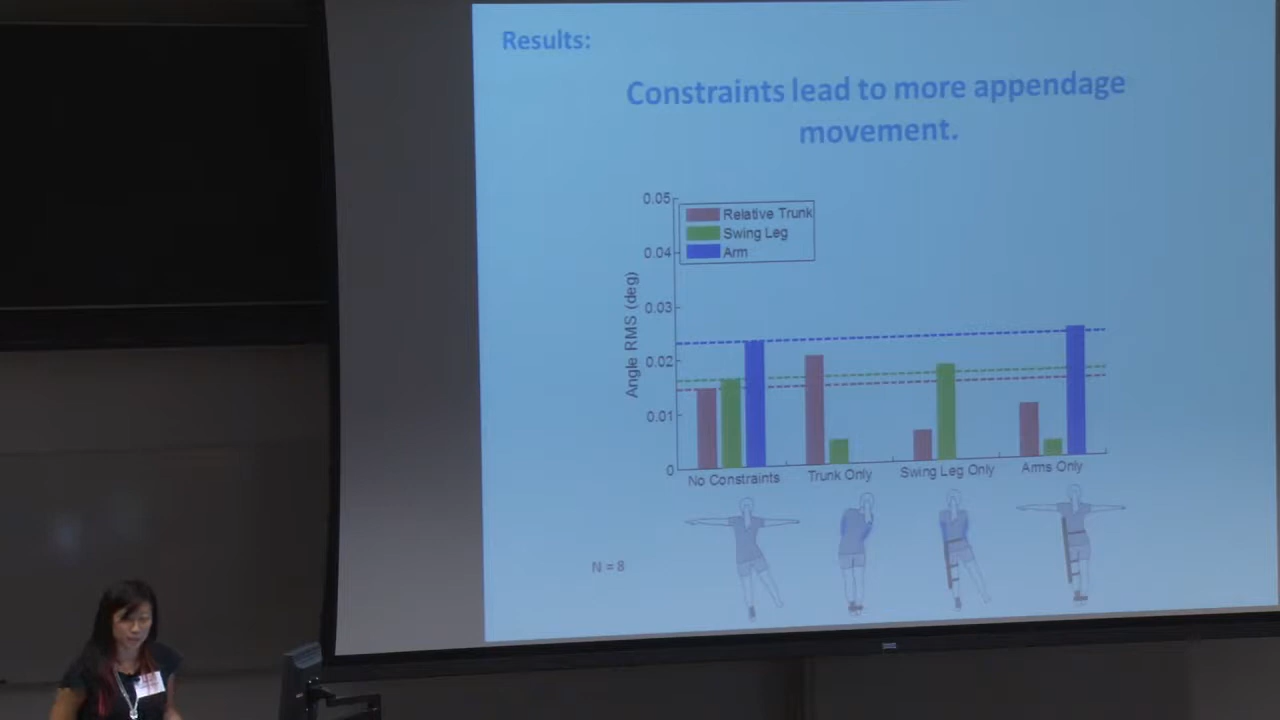 Results:
Constraints lead to more appendage
movement.
0.05
0.04
0.03
0.02
0.01
0
Angle RMS (deg)
Relative Trunk
Swing Leg
Arm
No Constraints
Trunk Only
Swing Leg Only
Arms Only
N = 8